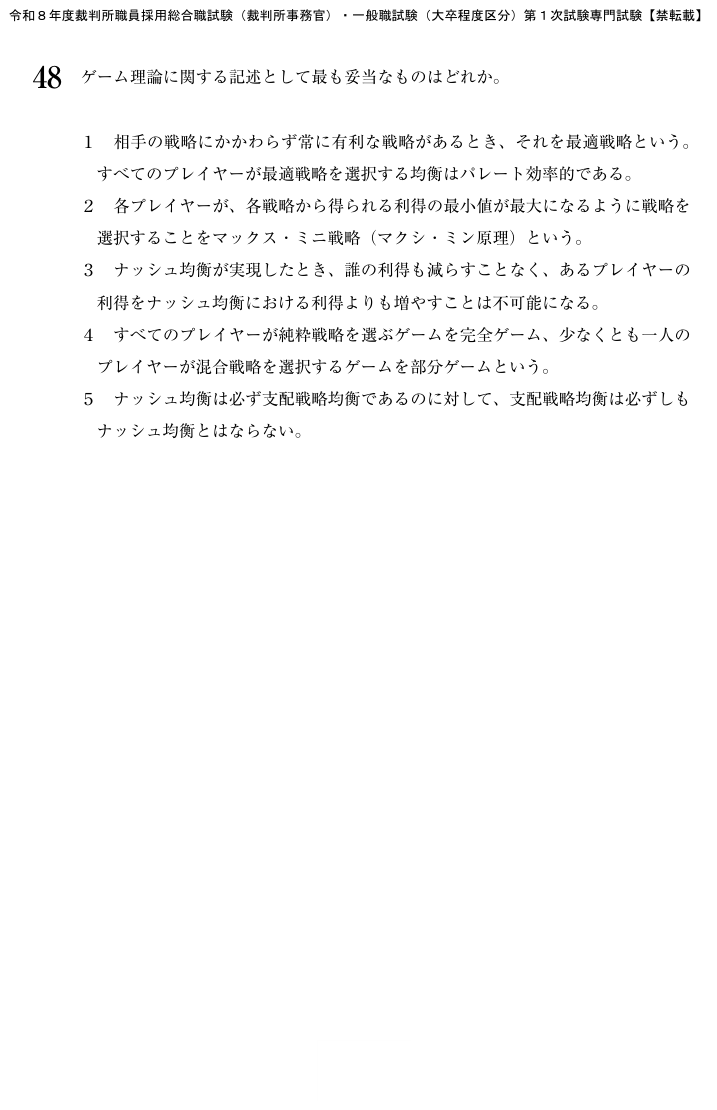 令和８年度裁判所職員採用総合職試験（裁判所事務官）・一般職試験（大卒程度区分）第１次試験専門試験【禁転載】
48 ゲーム理論に関する記述として最も妥当なものはどれか。
１　相手の戦略にかかわらず常に有利な戦略があるとき、それを最適戦略という。
すべてのプレイヤーが最適戦略を選択する均衡はパレート効率的である。
２　各プレイヤーが、各戦略から得られる利得の最小値が最大になるように戦略を
選択することをマックス・ミニ戦略（マクシ・ミン原理）という。
３　ナッシュ均衡が実現したとき、誰の利得も減らすことなく、あるプレイヤーの
利得をナッシュ均衡における利得よりも増やすことは不可能になる。
４　すべてのプレイヤーが純粋戦略を選ぶゲームを完全ゲーム、少なくとも一人の
プレイヤーが混合戦略を選択するゲームを部分ゲームという。
５　ナッシュ均衡は必ず支配戦略均衡であるのに対して、支配戦略均衡は必ずしも
ナッシュ均衡とはならない。